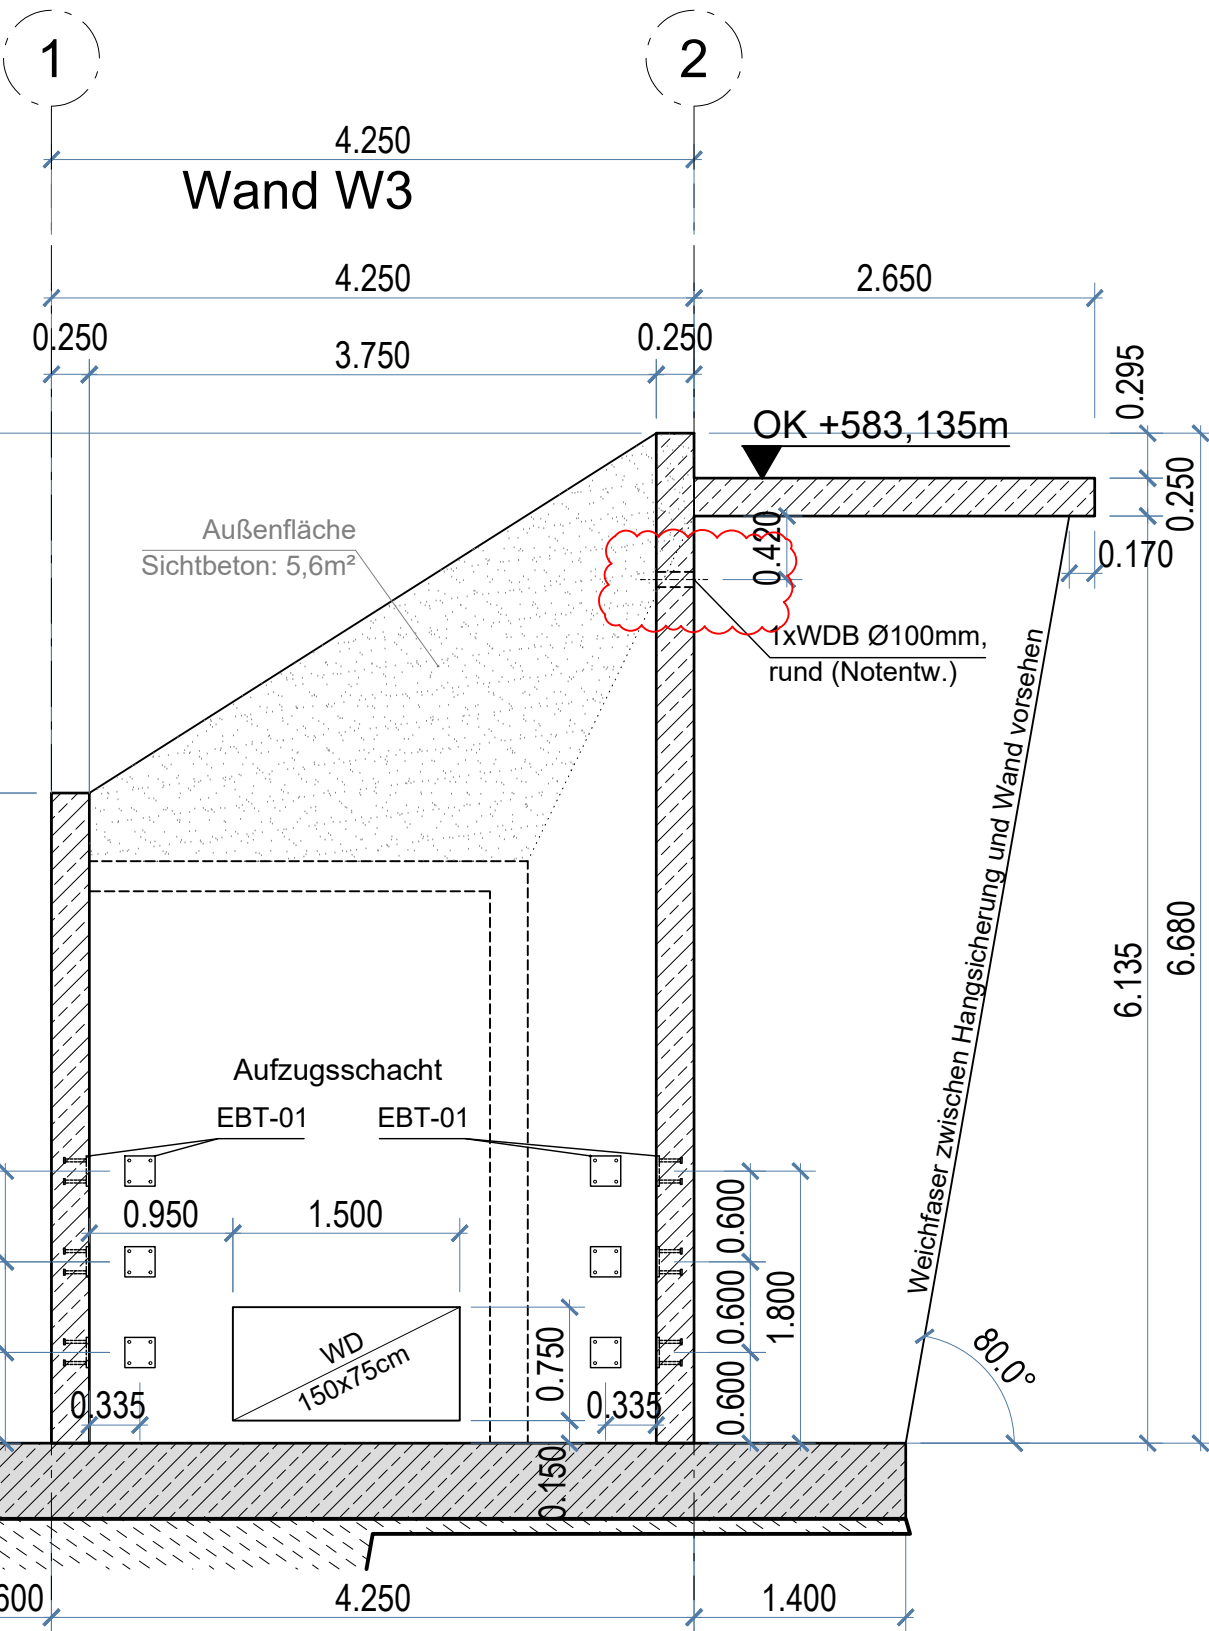 1
2
4.250
Wand W3
4.250
2.650
0.250
3.750
0.250
0.295
OK +583,135m
0.250
Außenfläche
Sichtbeton: 5,6m²
0.420
0.170
1xWDB Ø100mm,
rund (Notentw.)
Weichfaser zwischen Hangsicherung und Wand vorsehen
6.135
6.680
Aufzugsschacht
EBT-01
EBT-01
0.950
1.500
0.600
0.600
0.600
1.800
WD
150x75cm
0.750
0.335
0.335
0.150
80.0°
600
4.250
1.400